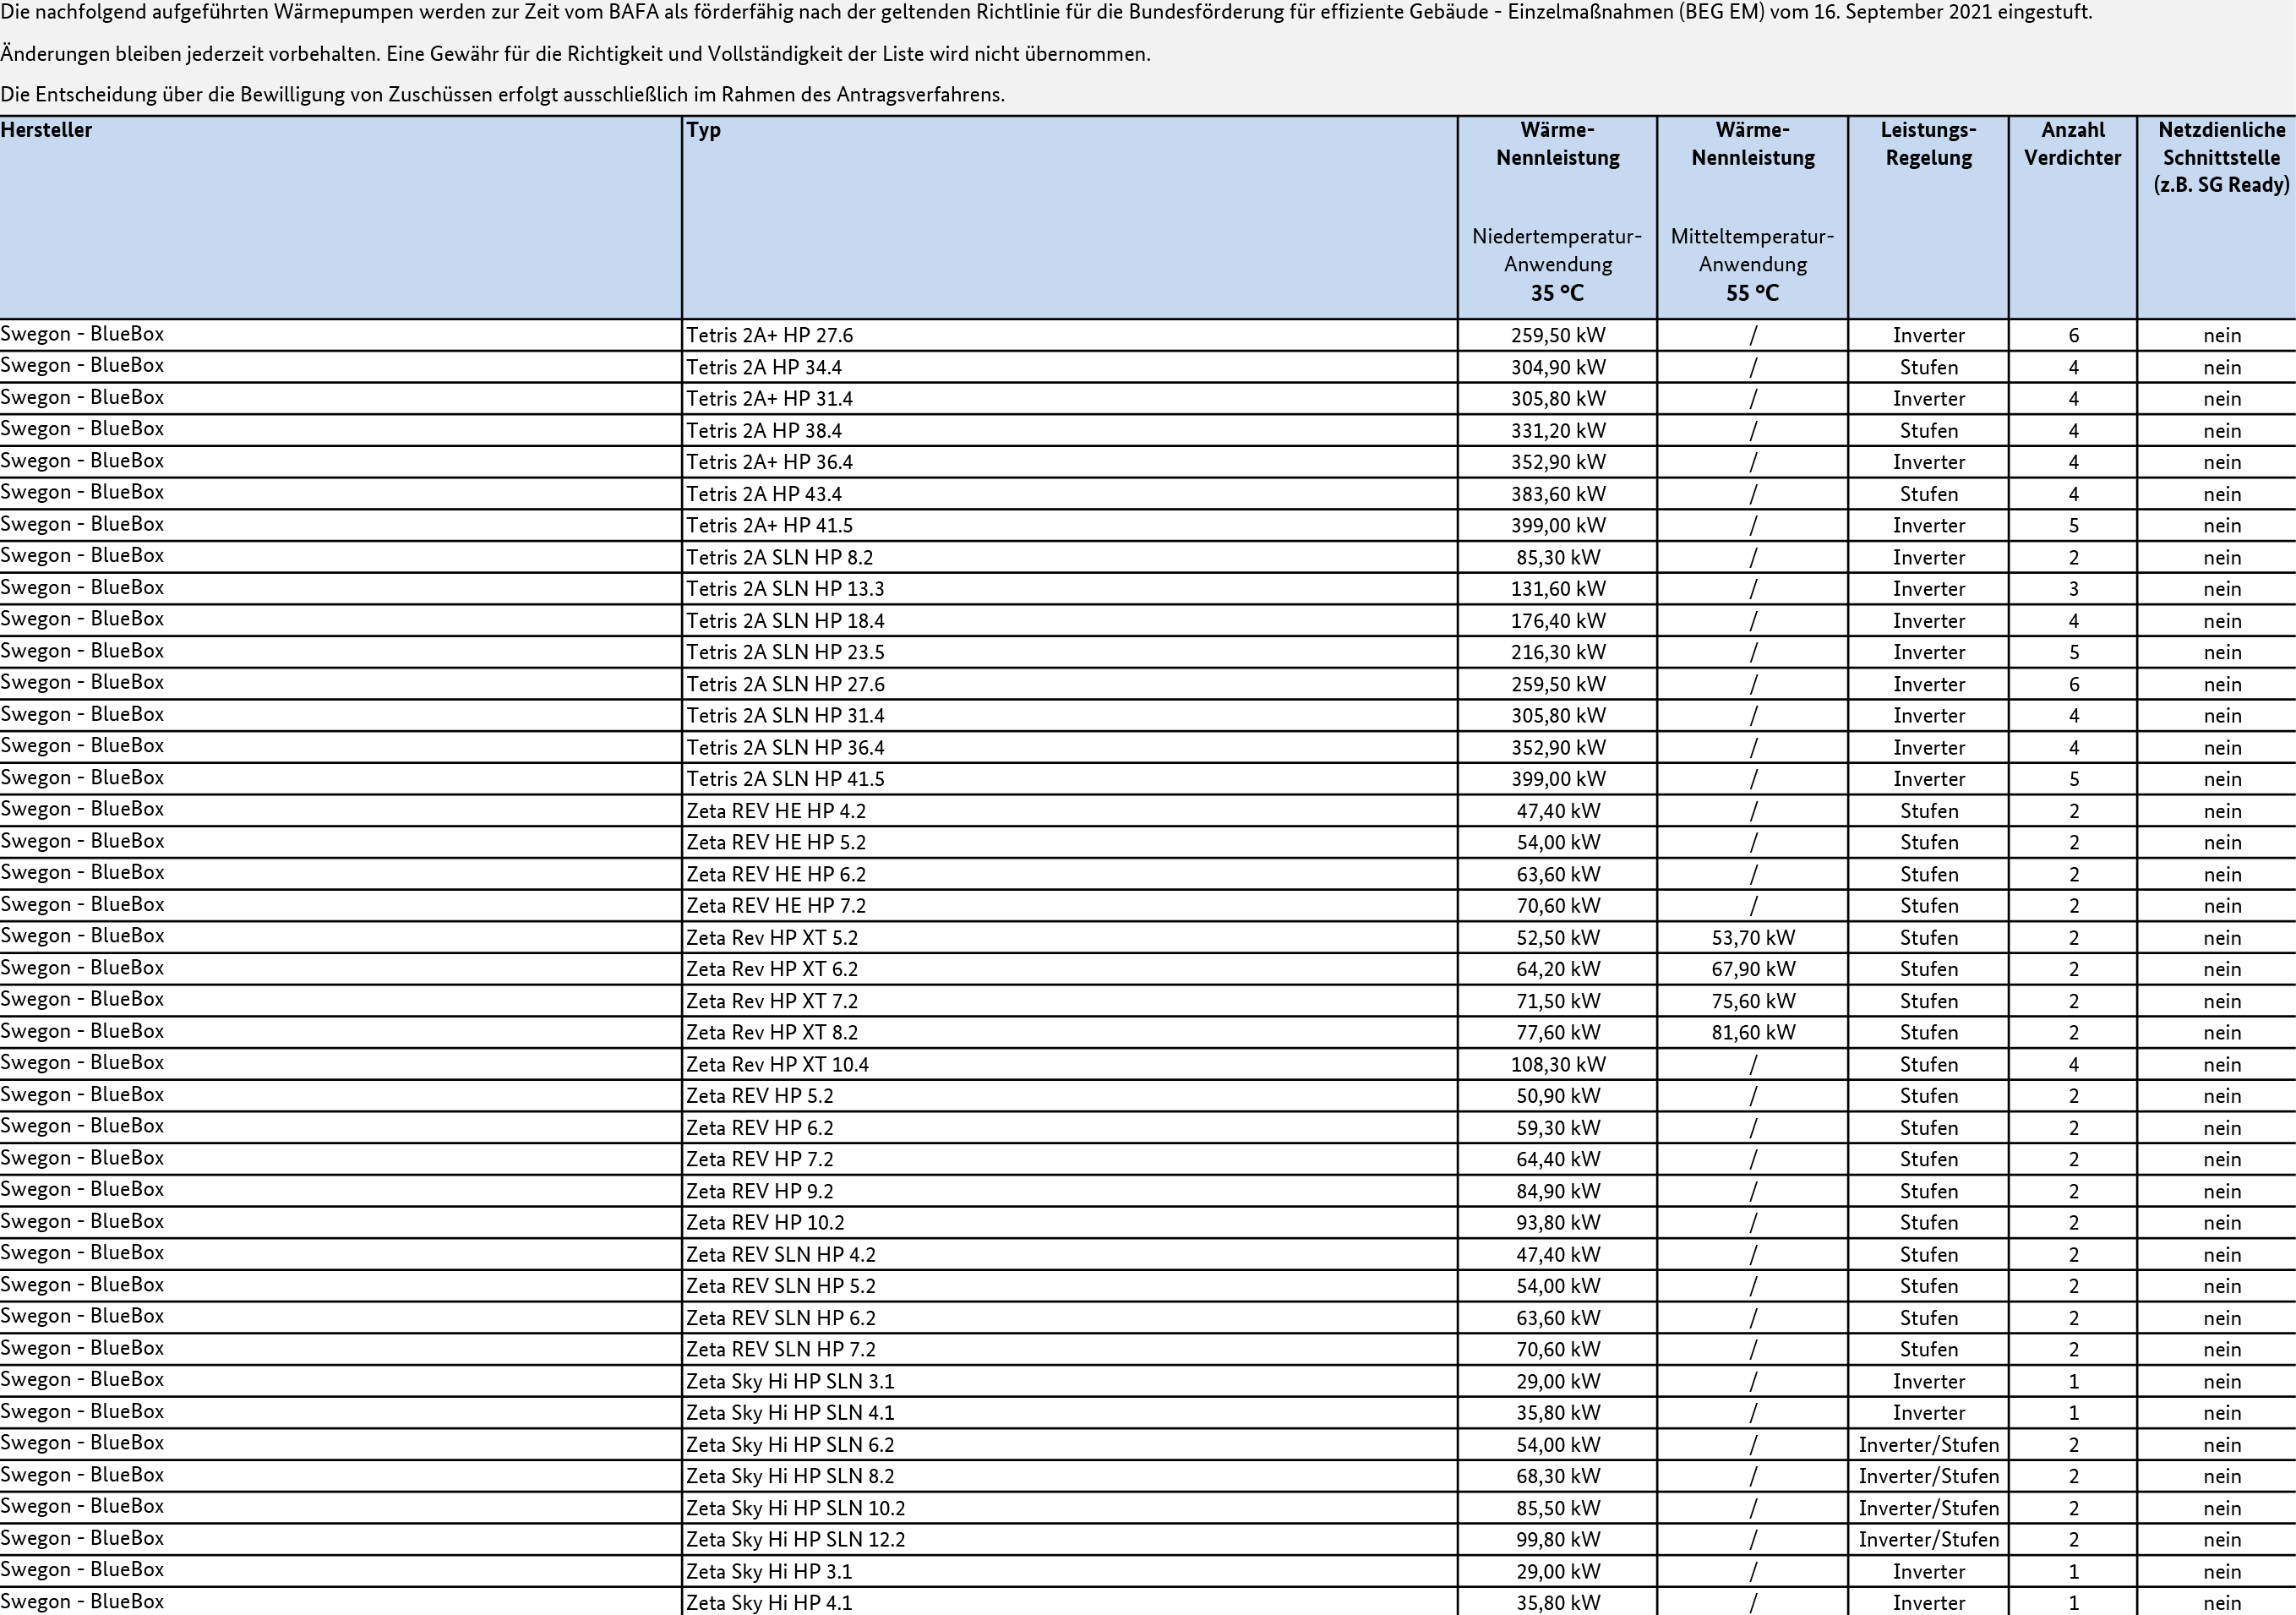 Die nachfolgend aufgeführten Wärmepumpen werden zur Zeit vom BAFA als förderfähig nach der geltenden Richtlinie für die Bundesförderung für effiziente Gebäude - Einzelmaßnahmen (BEG EM) vom 16. September 2021 eingestuft.
Änderungen bleiben jederzeit vorbehalten. Eine Gewähr für die Richtigkeit und Vollständigkeit der Liste wird nicht übernommen.
Die Entscheidung über die Bewilligung von Zuschüssen erfolgt ausschließlich im Rahmen des Antragsverfahrens.
Hersteller Typ Wärme- Wärme- Leistungs- Anzahl Netzdienliche
Nennleistung Nennleistung Regelung Verdichter Schnittstelle
(z.B. SG Ready)
Niedertemperatur- Mitteltemperatur-
Anwendung Anwendung
35 °C 55 °C
Swegon - BlueBox Tetris 2A+ HP 27.6 259,50 kW / Inverter 6 nein
Swegon - BlueBox Tetris 2A HP 34.4 304,90 kW / Stufen 4 nein
Swegon - BlueBox Tetris 2A+ HP 31.4 305,80 kW / Inverter 4 nein
Swegon - BlueBox Tetris 2A HP 38.4 331,20 kW / Stufen 4 nein
Swegon - BlueBox Tetris 2A+ HP 36.4 352,90 kW / Inverter 4 nein
Swegon - BlueBox Tetris 2A HP 43.4 383,60 kW / Stufen 4 nein
Swegon - BlueBox Tetris 2A+ HP 41.5 399,00 kW / Inverter 5 nein
Swegon - BlueBox Tetris 2A SLN HP 8.2 85,30 kW / Inverter 2 nein
Swegon - BlueBox Tetris 2A SLN HP 13.3 131,60 kW / Inverter 3 nein
Swegon - BlueBox Tetris 2A SLN HP 18.4 176,40 kW / Inverter 4 nein
Swegon - BlueBox Tetris 2A SLN HP 23.5 216,30 kW / Inverter 5 nein
Swegon - BlueBox Tetris 2A SLN HP 27.6 259,50 kW / Inverter 6 nein
Swegon - BlueBox Tetris 2A SLN HP 31.4 305,80 kW / Inverter 4 nein
Swegon - BlueBox Tetris 2A SLN HP 36.4 352,90 kW / Inverter 4 nein
Swegon - BlueBox Tetris 2A SLN HP 41.5 399,00 kW / Inverter 5 nein
Swegon - BlueBox Zeta REV HE HP 4.2 47,40 kW / Stufen 2 nein
Swegon - BlueBox Zeta REV HE HP 5.2 54,00 kW / Stufen 2 nein
Swegon - BlueBox Zeta REV HE HP 6.2 63,60 kW / Stufen 2 nein
Swegon - BlueBox Zeta REV HE HP 7.2 70,60 kW / Stufen 2 nein
Swegon - BlueBox Zeta Rev HP XT 5.2 52,50 kW 53,70 kW Stufen 2 nein
Swegon - BlueBox Zeta Rev HP XT 6.2 64,20 kW 67,90 kW Stufen 2 nein
Swegon - BlueBox Zeta Rev HP XT 7.2 71,50 kW 75,60 kW Stufen 2 nein
Swegon - BlueBox Zeta Rev HP XT 8.2 77,60 kW 81,60 kW Stufen 2 nein
Swegon - BlueBox Zeta Rev HP XT 10.4 108,30 kW / Stufen 4 nein
Swegon - BlueBox Zeta REV HP 5.2 50,90 kW / Stufen 2 nein
Swegon - BlueBox Zeta REV HP 6.2 59,30 kW / Stufen 2 nein
Swegon - BlueBox Zeta REV HP 7.2 64,40 kW / Stufen 2 nein
Swegon - BlueBox Zeta REV HP 9.2 84,90 kW / Stufen 2 nein
Swegon - BlueBox Zeta REV HP 10.2 93,80 kW / Stufen 2 nein
Swegon - BlueBox Zeta REV SLN HP 4.2 47,40 kW / Stufen 2 nein
Swegon - BlueBox Zeta REV SLN HP 5.2 54,00 kW / Stufen 2 nein
Swegon - BlueBox Zeta REV SLN HP 6.2 63,60 kW / Stufen 2 nein
Swegon - BlueBox Zeta REV SLN HP 7.2 70,60 kW / Stufen 2 nein
Swegon - BlueBox Zeta Sky Hi HP SLN 3.1 29,00 kW / Inverter 1 nein
Swegon - BlueBox Zeta Sky Hi HP SLN 4.1 35,80 kW / Inverter 1 nein
Swegon - BlueBox Zeta Sky Hi HP SLN 6.2 54,00 kW / Inverter/Stufen 2 nein
Swegon - BlueBox Zeta Sky Hi HP SLN 8.2 68,30 kW / Inverter/Stufen 2 nein
Swegon - BlueBox Zeta Sky Hi HP SLN 10.2 85,50 kW / Inverter/Stufen 2 nein
Swegon - BlueBox Zeta Sky Hi HP SLN 12.2 99,80 kW / Inverter/Stufen 2 nein
Swegon - BlueBox Zeta Sky Hi HP 3.1 29,00 kW / Inverter 1 nein
Swegon - BlueBox Zeta Sky Hi HP 4.1 35,80 kW / Inverter 1 nein